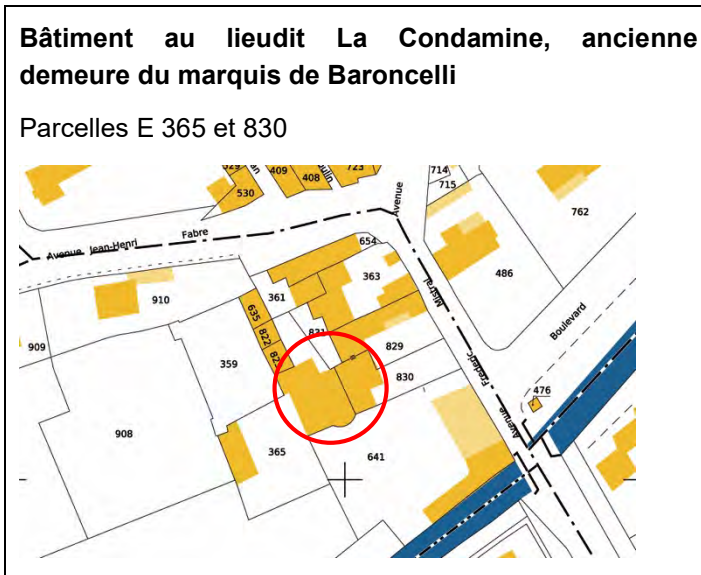 Bâtiment au lieudit La Condamine, ancienne
demeure du marquis de Baroncelli
Parcelles E 365 et 830
409
408
723
714
715
530
762
Avenue Jean-Henri Fabre
Avenue
654
486
361
363
910
Mistral
635
822
Boulevard
909
829
359
830
Frederic
476
908
365
641
Avenue